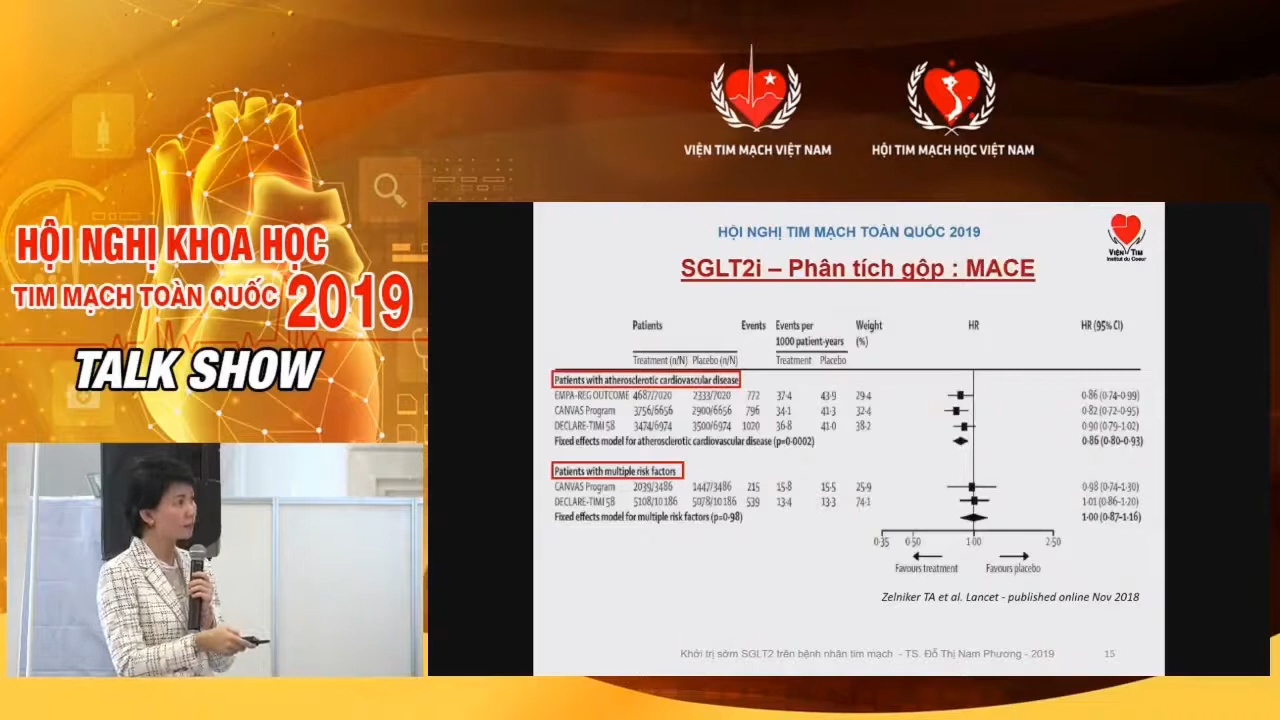 VIỆN TIM MẠCH VIỆT NAM
HỘI TIM MẠCH HỌC VIỆT NAM
HỘI NGHỊ KHOA HỌC
TIM MẠCH TOÀN QUỐC 2019
TALK SHOW
HỘI NGHỊ TIM MẠCH TOÀN QUỐC 2019
VIỆN TIM
Institut du Coeur
SGLT2i – Phân tích gộp : MACE
Patients Events Events per 1000 patient-years Weight (%) HR HR (95% CI)
Treatment (n/N) Placebo (n/N) Treatment Placebo
Patients with atherosclerotic cardiovascular disease
EMPA-REG OUTCOME 4687/7020 2333/7020 772 37·4 43·9 29·4 0·86 (0·74-0·99)
CANVAS Program 3756/6656 2900/6656 796 34·1 41·3 32·4 0·82 (0·72-0·95)
DECLARE-TIMI 58 3474/6974 3500/6974 1020 36·8 41·0 38·2 0·90 (0·79-1·02)
Fixed effects model for atherosclerotic cardiovascular disease (p=0·0002) 0·86 (0·80-0·93)
Patients with multiple risk factors
CANVAS Program 2039/3486 1447/3486 215 15·8 15·5 25·9 0·98 (0·74-1·30)
DECLARE-TIMI 58 5108/10 186 5078/10 186 539 13·4 13·3 74·1 1·01 (0·86-1·20)
Fixed effects model for multiple risk factors (p=0·98) 1·00 (0·87-1·16)
0·35 0·50 1·00 2·50
Favours treatment Favours placebo
Zelniker TA et al. Lancet - published online Nov 2018
Khởi trị sớm SGLT2 trên bệnh nhân tim mạch - TS. Đỗ Thị Nam Phương - 2019 15